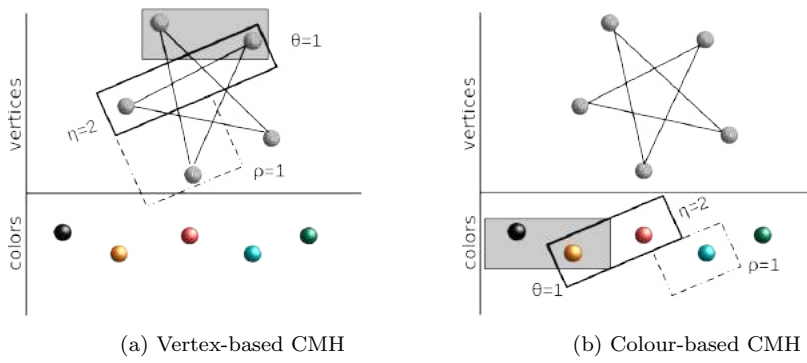 vertices
θ=1
η=2
ρ=1
colors
(a) Vertex-based CMH
vertices
colors
η=2
θ=1
ρ=1
(b) Colour-based CMH